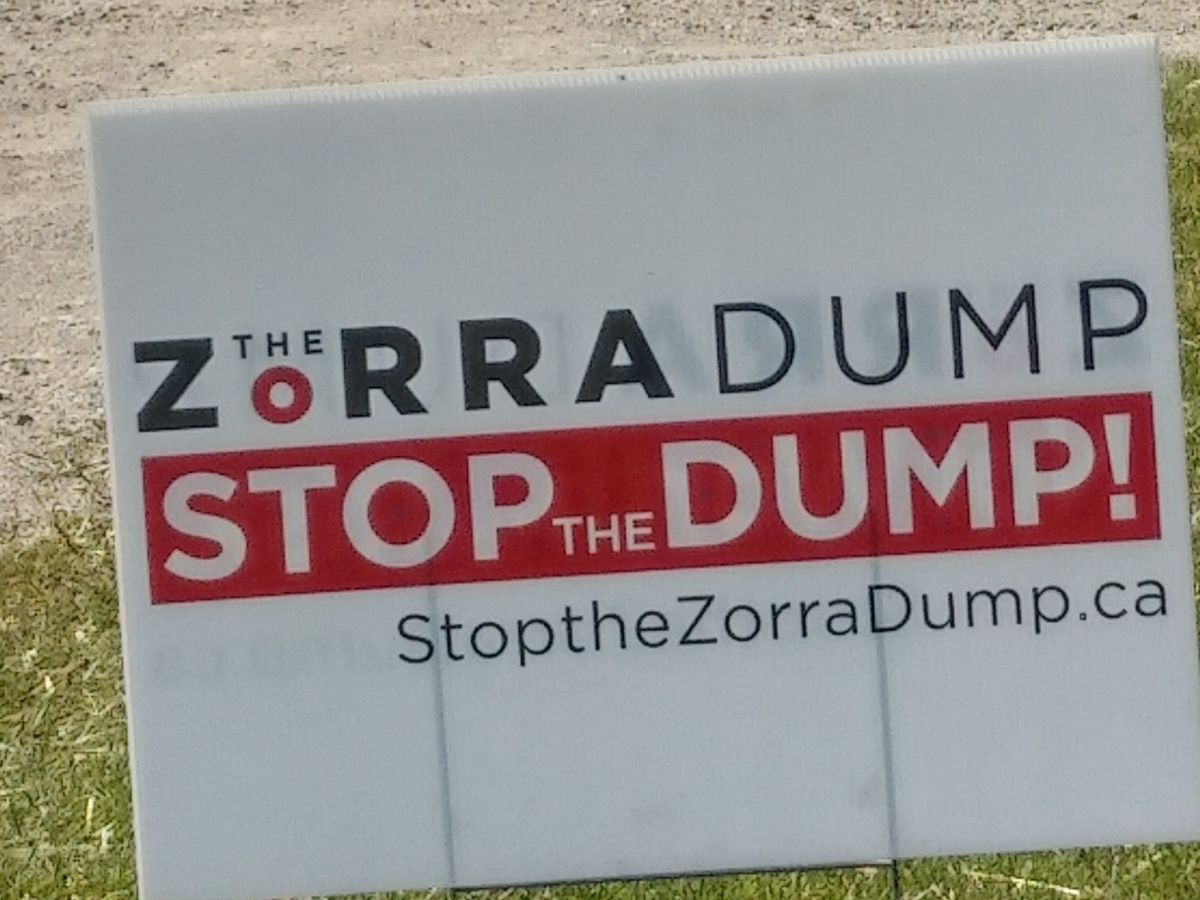 THE ZORRA DUMP
STOP THE DUMP!
StoptheZorraDump.ca